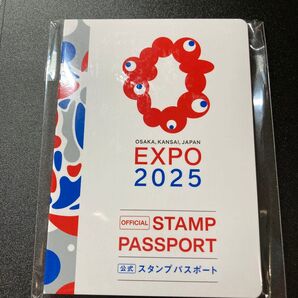 OSAKA, KANSAI, JAPAN
EXPO
2025
OFFICIAL STAMP
PASSPORT
公式 スタンプパスポート